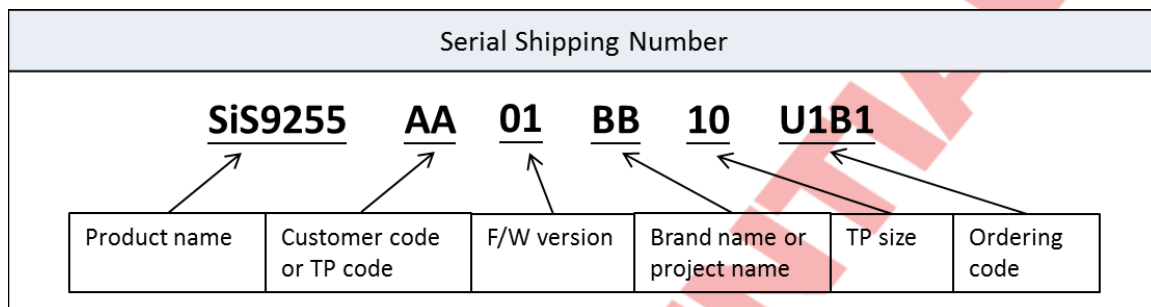 Serial Shipping Number
SiS9255 AA 01 BB 10 U1B1
Product name
Customer code
or TP code
F/W version
Brand name or
project name
TP size
Ordering
code